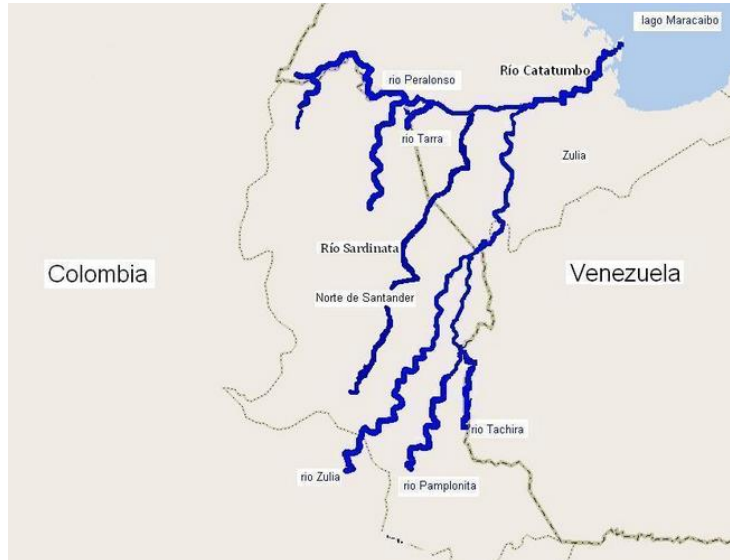 lago Maracaibo
Río Catatumbo
rio Peralonso
rio Tarra
Zulia
Río Sardinata
Colombia
Venezuela
Norte de Santander
rio Tachira
rio Zulia
rio Pamplonita